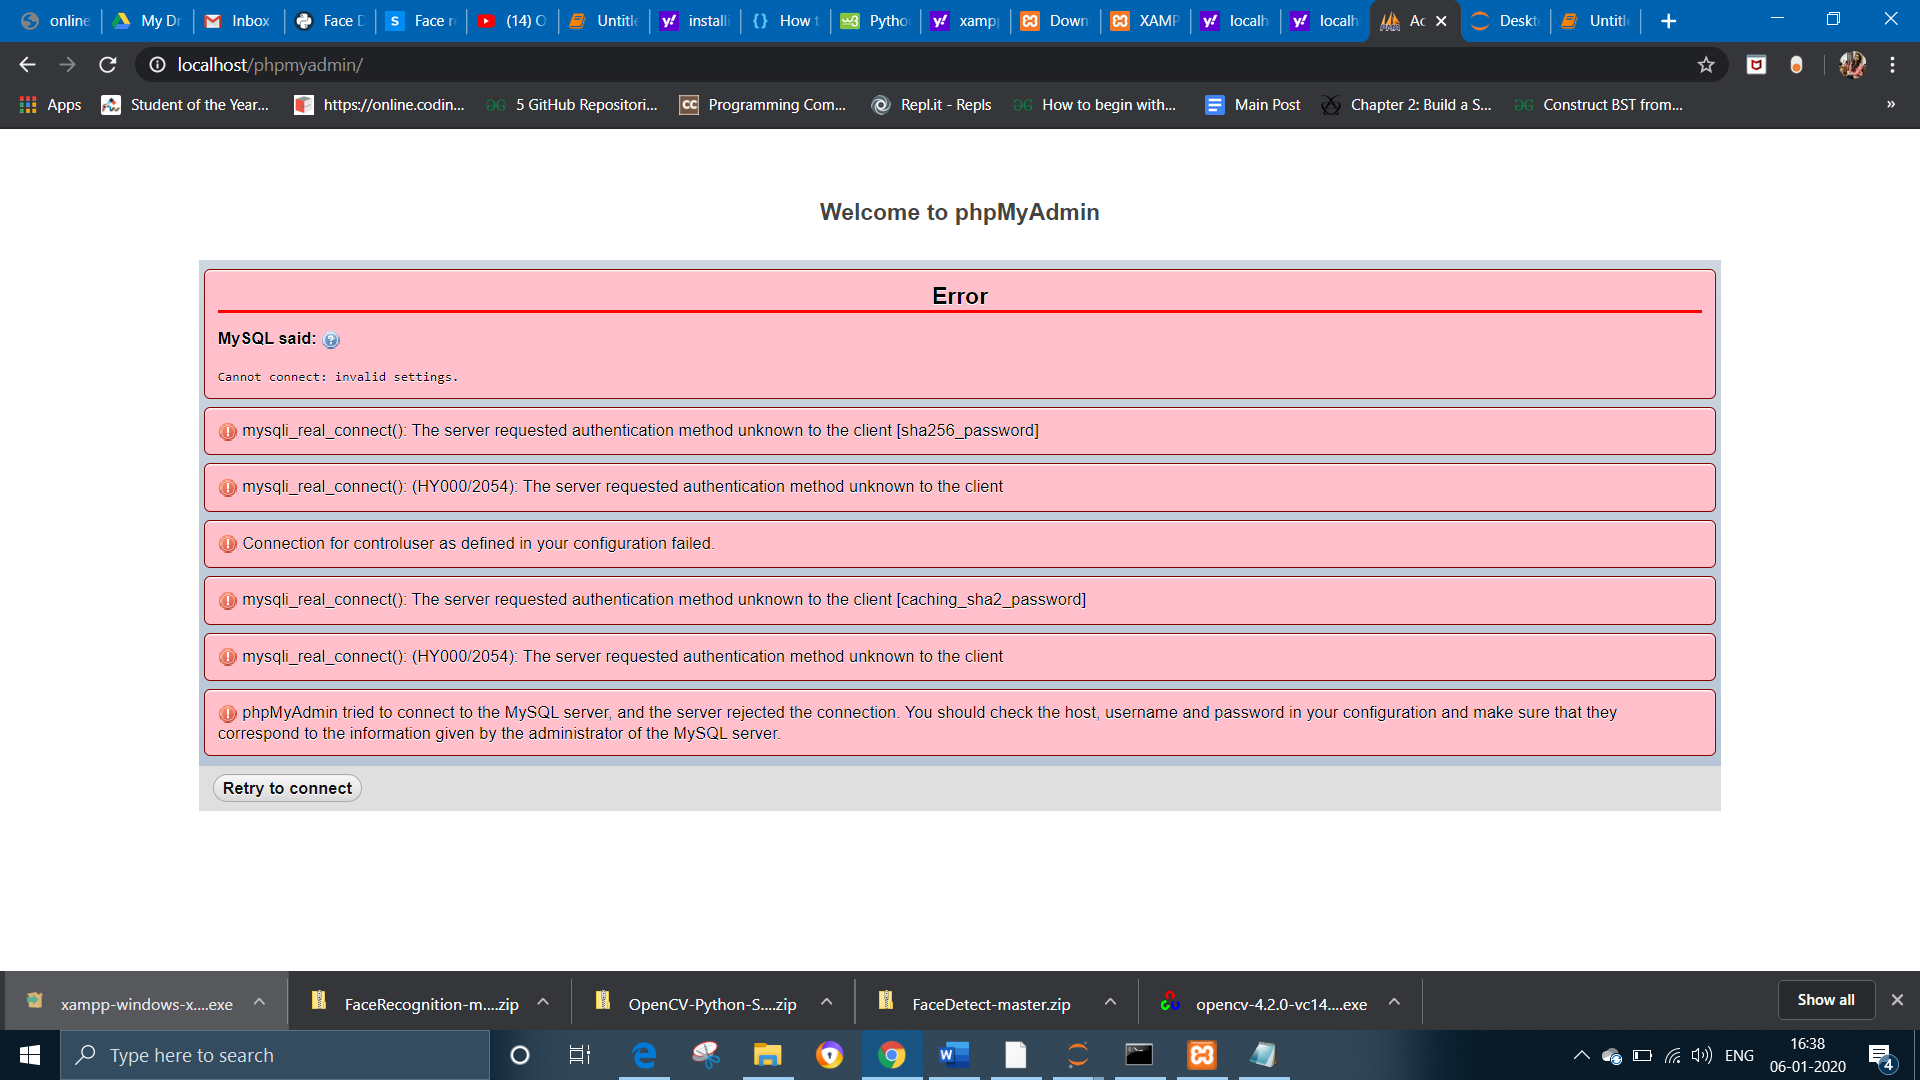 online
My Dr
Inbox
Face D
Face r
(14) O
Untitle
install
How t
Pytho
xamp
Down
XAMP
localh
localh
Ac
Deskt
Untitl
localhost/phpmyadmin/
Apps
Student of the Year...
https://online.codin...
5 GitHub Repositori...
CC
Programming Com...
Repl.it - Repls
How to begin with...
Main Post
Chapter 2: Build a S...
Construct BST from...
»
Welcome to phpMyAdmin
Error
MySQL said:
Cannot connect: invalid settings.
mysqli_real_connect(): The server requested authentication method unknown to the client [sha256_password]
mysqli_real_connect(): (HY000/2054): The server requested authentication method unknown to the client
Connection for controluser as defined in your configuration failed.
mysqli_real_connect(): The server requested authentication method unknown to the client [caching_sha2_password]
mysqli_real_connect(): (HY000/2054): The server requested authentication method unknown to the client
phpMyAdmin tried to connect to the MySQL server, and the server rejected the connection. You should check the host, username and password in your configuration and make sure that they
correspond to the information given by the administrator of the MySQL server.
Retry to connect
xampp-windows-x....exe
FaceRecognition-m....zip
OpenCV-Python-S....zip
FaceDetect-master.zip
opencv-4.2.0-vc14....exe
Show all
Type here to search
ENG
16:38
06-01-2020
4